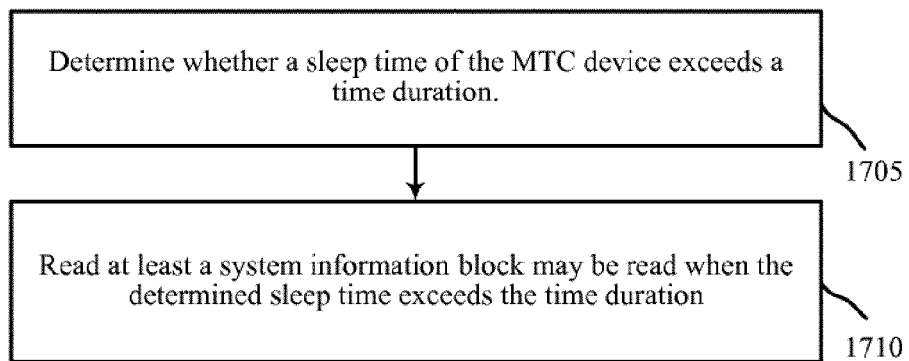 Determine whether a sleep time of the MTC device exceeds a
time duration.
1705
Read at least a system information block may be read when the
determined sleep time exceeds the time duration
1710